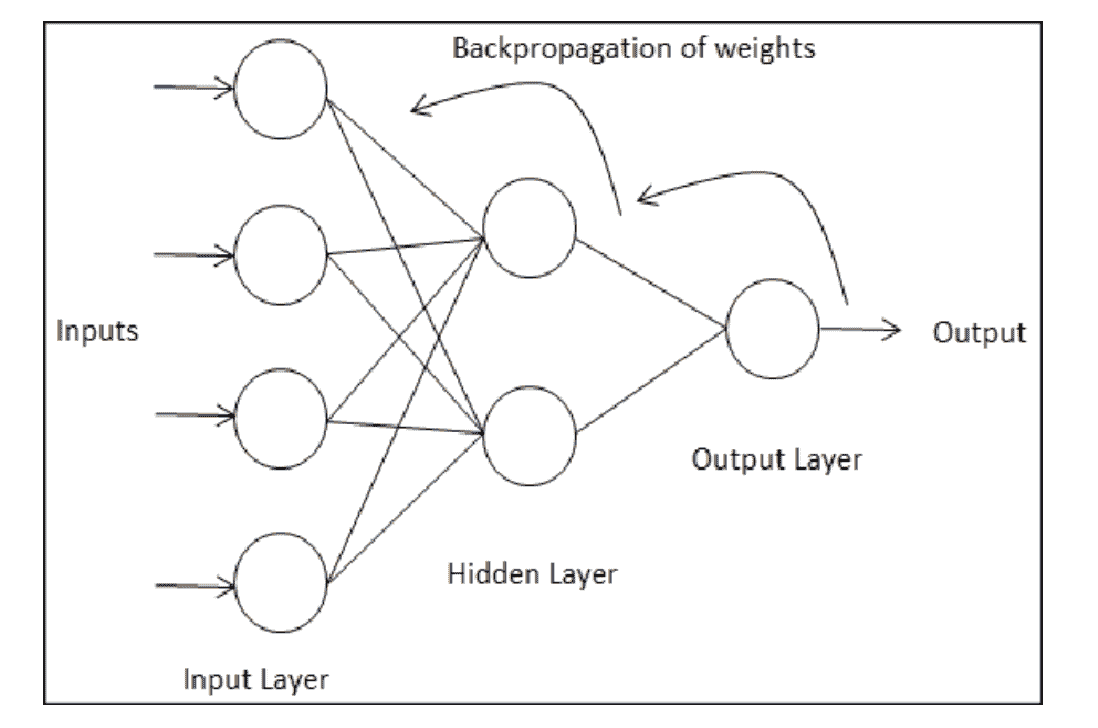 Backpropagation of weights
Inputs
Output
Output Layer
Hidden Layer
Input Layer